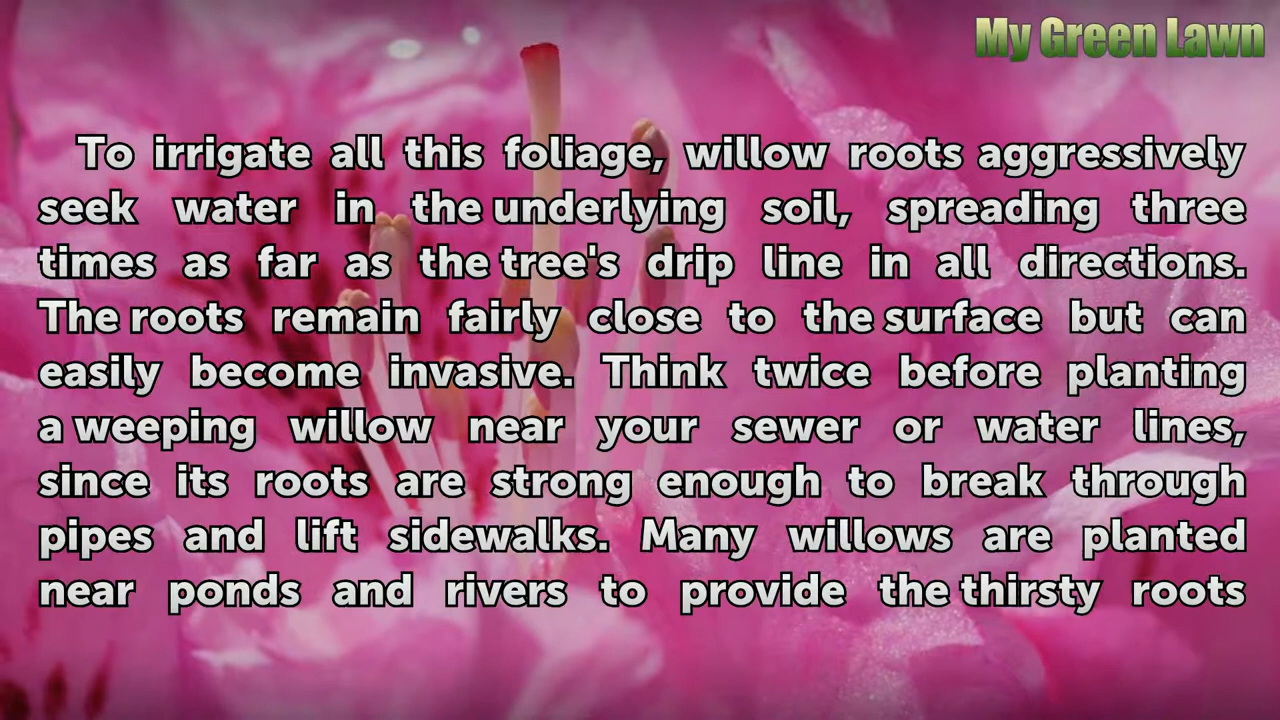 My Green Lawn
To irrigate all this foliage, willow roots aggressively
seek water in the underlying soil, spreading three
times as far as the tree's drip line in all directions.
The roots remain fairly close to the surface but can
easily become invasive. Think twice before planting
a weeping willow near your sewer or water lines,
since its roots are strong enough to break through
pipes and lift sidewalks. Many willows are planted
near ponds and rivers to provide the thirsty roots